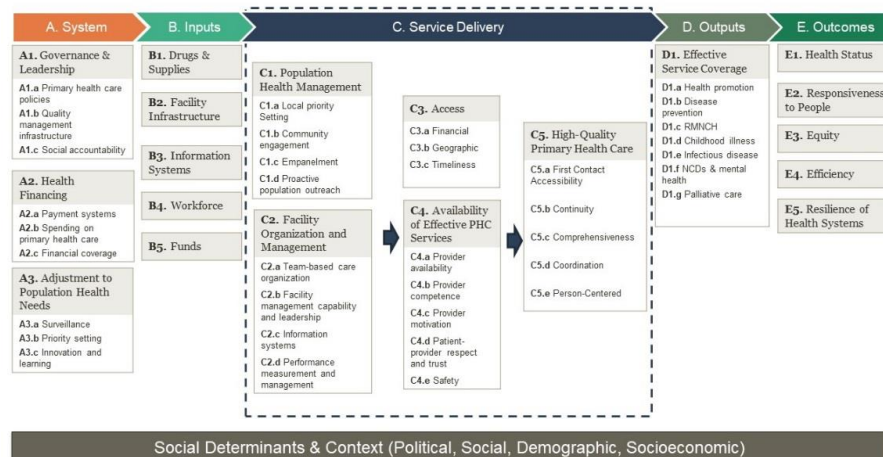 A. System
B. Inputs
C. Service Delivery
D. Outputs
E. Outcomes
A1. Governance &
Leadership
A1.a Primary health care
policies
A1.b Quality
management
infrastructure
A1.c Social accountability
A2. Health
Financing
A2.a Payment systems
A2.b Spending on
primary health care
A2.c Financial coverage
A3. Adjustment to
Population Health
Needs
A3.a Surveillance
A3.b Priority setting
A3.c Innovation and
learning
B1. Drugs &
Supplies
B2. Facility
Infrastructure
B3. Information
Systems
B4. Workforce
B5. Funds
C1. Population
Health Management
C1.a Local priority
Setting
C1.b Community
engagement
C1.c Empanelment
C1.d Proactive
population outreach
C2. Facility
Organization and
Management
C2.a Team-based care
organization
C2.b Facility
management capability
and leadership
C2.c Information
systems
C2.d Performance
measurement and
management
C3. Access
C3.a Financial
C3.b Geographic
C3.c Timeliness
C4. Availability
of Effective PHC
Services
C4.a Provider
availability
C4.b Provider
competence
C4.c Provider
motivation
C4.d Patient-
provider respect
and trust
C4.e Safety
C5. High-Quality
Primary Health Care
C5.a First Contact
Accessibility
C5.b Continuity
C5.c Comprehensiveness
C5.d Coordination
C5.e Person-Centered
D1. Effective
Service Coverage
D1.a Health promotion
D1.b Disease
prevention
D1.c RMNCH
D1.d Childhood illness
D1.e Infectious disease
D1.f NCDs & mental
health
D1.g Palliative care
E1. Health Status
E2. Responsiveness
to People
E3. Equity
E4. Efficiency
E5. Resilience of
Health Systems
Social Determinants & Context (Political, Social, Demographic, Socioeconomic)